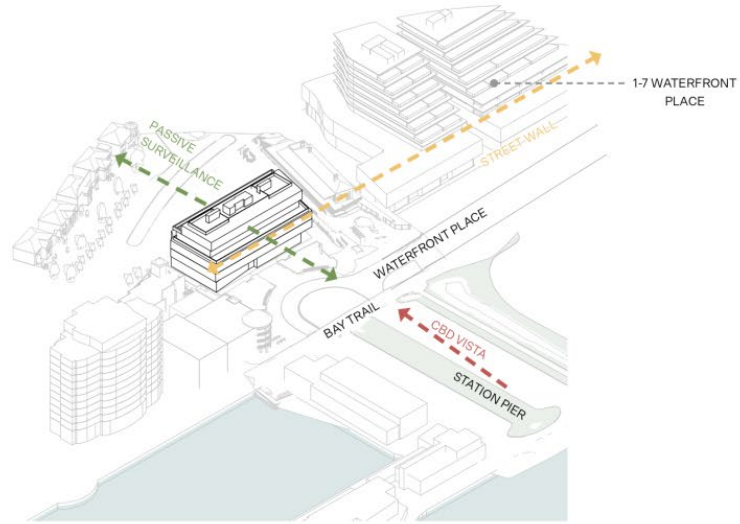 1-7 WATERFRONT
PLACE
PASSIVE
SURVEILLANCE
STREET WALL
WATERFRONT PLACE
BAY TRAIL
CBD VISTA
STATION PIER